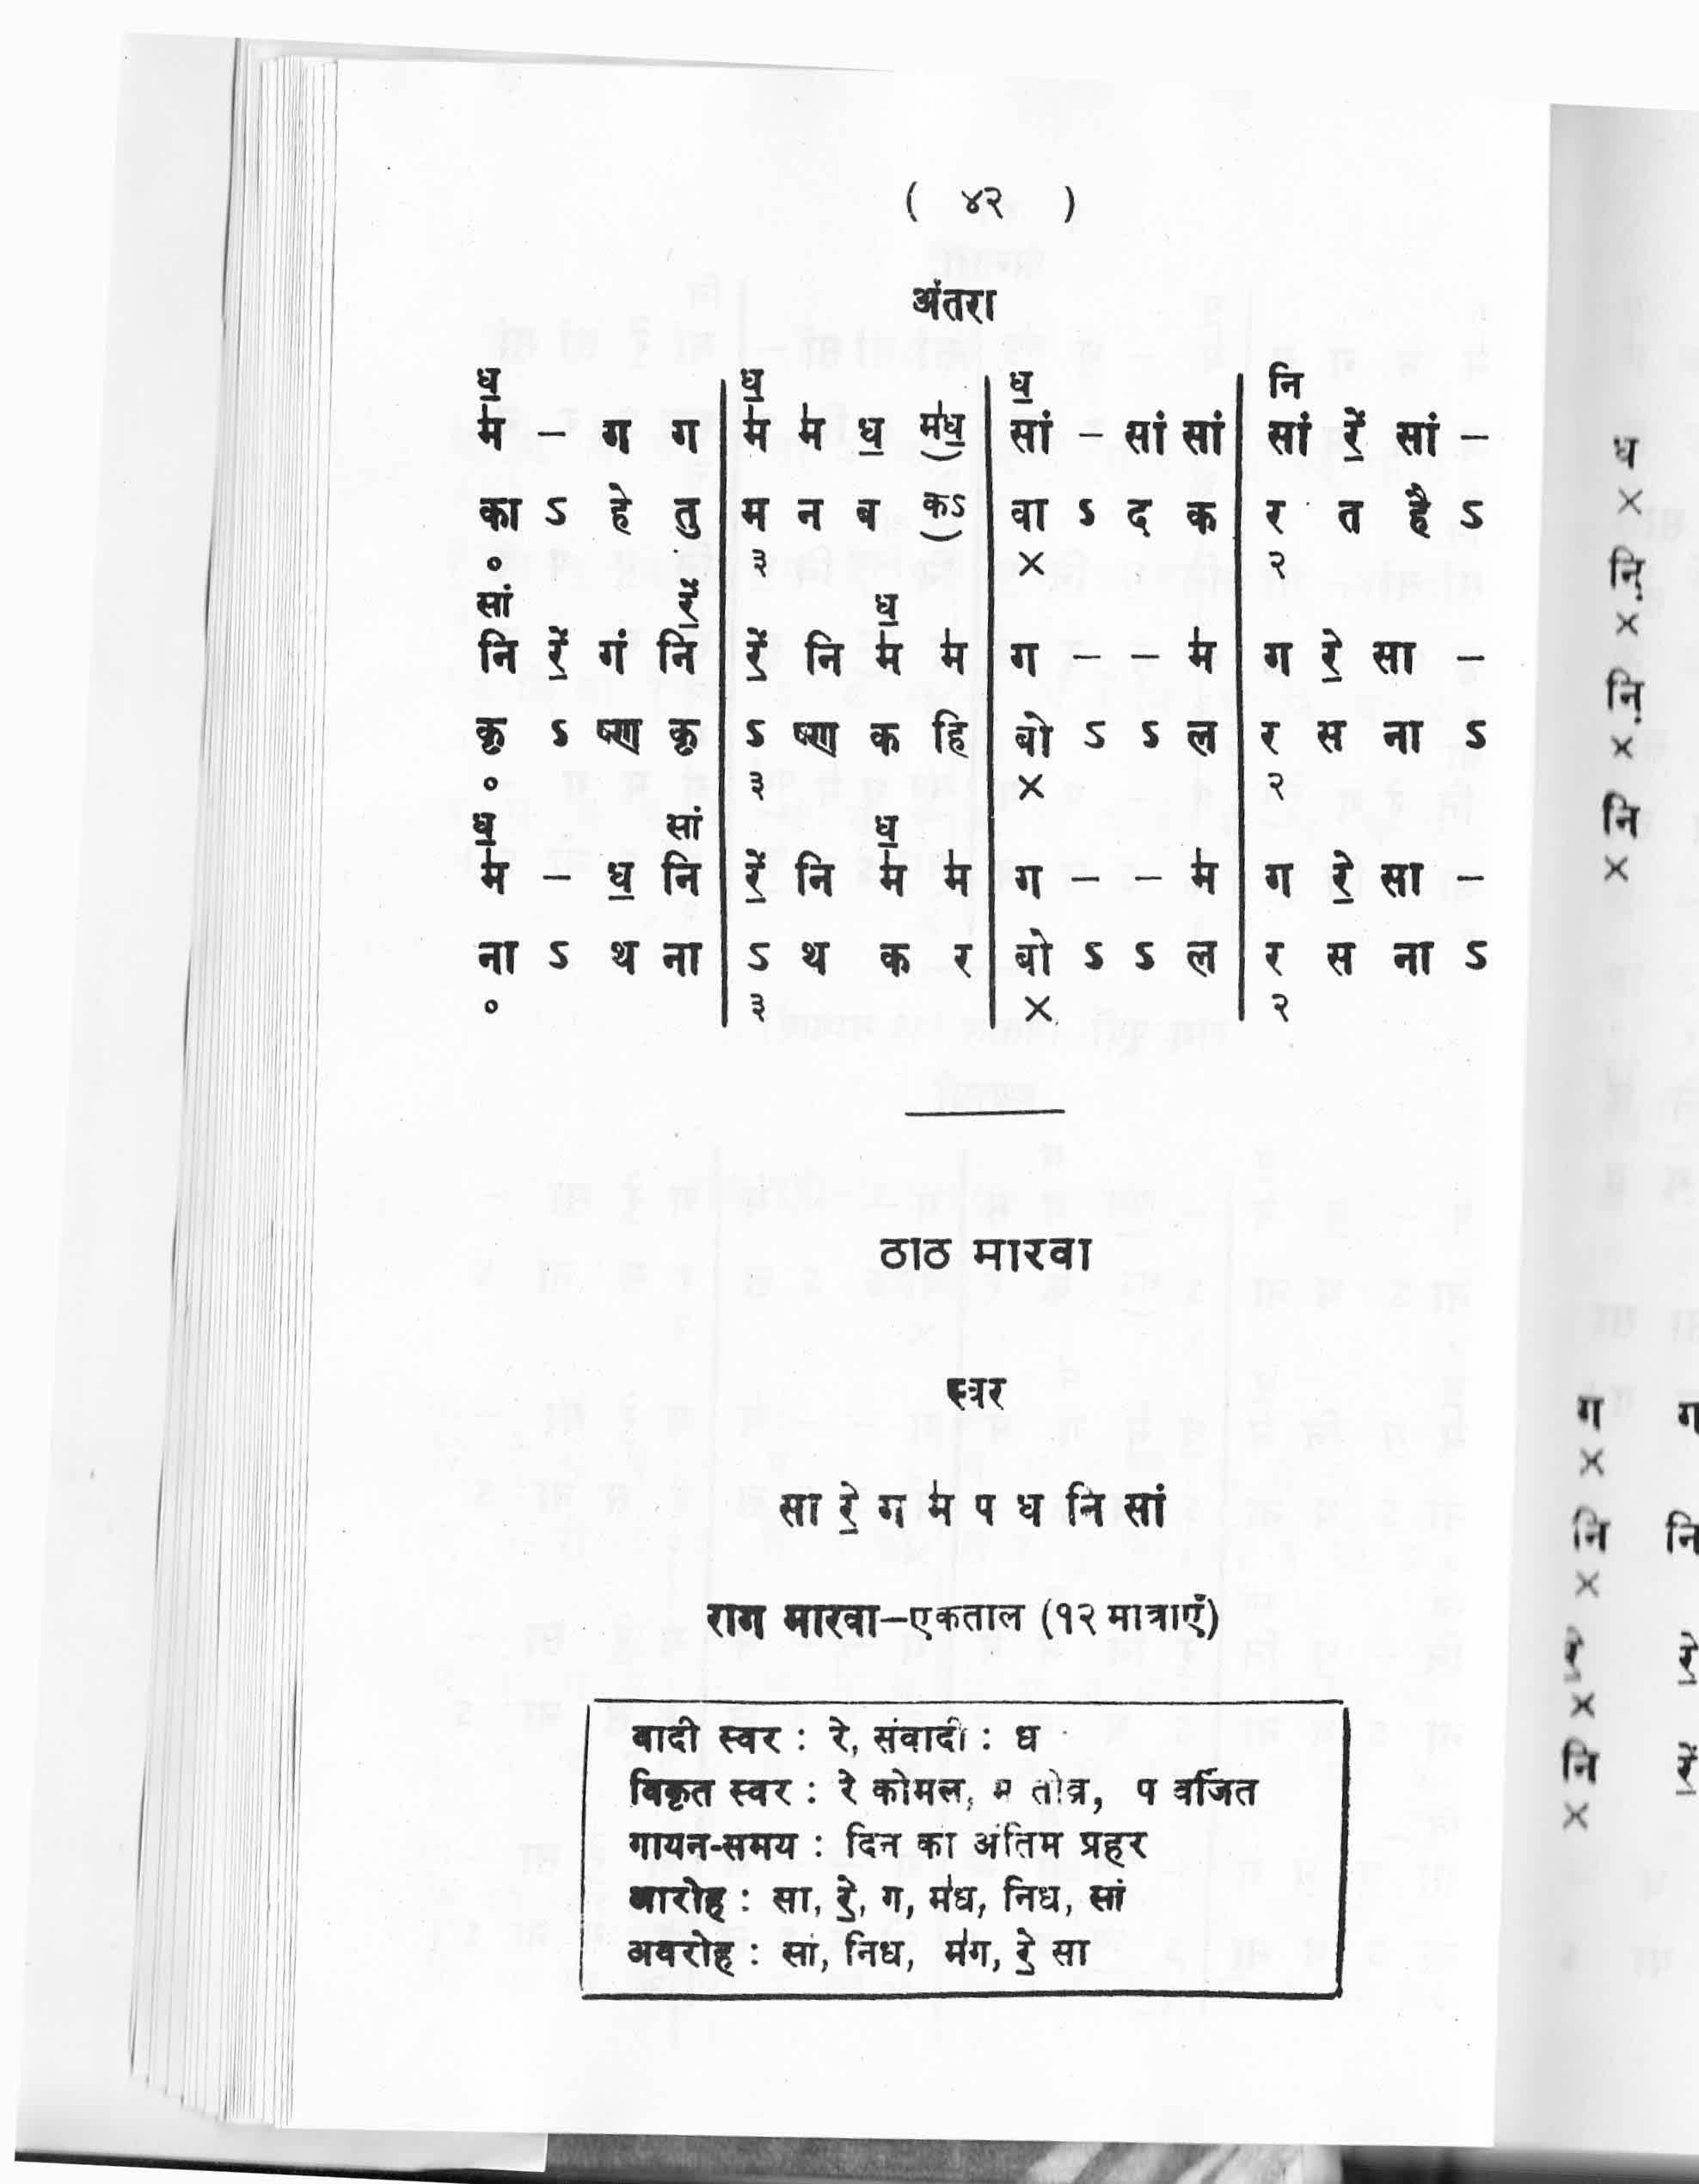 ( ४२ )
अंतरा
ध॒ ध॒ ध॒ नि
म॑ – ग ग | म॑ म॑ ध॒ म॑ध॒ | सां – सां सां | सां रें॒ सां –
का ऽ हे तु | म न ब कऽ | वा ऽ द क | र त है ऽ
० ३ × २
सां रें॒ ध॒
नि रें॒ गं नि | रें॒ नि म॑ म॑ | ग – – म॑ | ग रे॒ सा –
कृ ऽ ष्ण कृ | ऽ ष्ण क हि | बो ऽ ऽ ल | र स ना ऽ
० ३ × २
ध॒ सां ध॒
म॑ – ध॒ नि | रें॒ नि म॑ म॑ | ग – – म॑ | ग रे॒ सा –
ना ऽ थ ना | ऽ थ क र | बो ऽ ऽ ल | र स ना ऽ
० ३ × २
ठाठ मारवा
स्वर
सा रे॒ ग म॑ प ध नि सां
राग मारवा–एकताल (१२ मात्राएँ)
वादी स्वर : रे, संवादी : ध
विकृत स्वर : रे कोमल, म तीव्र, प वर्जित
गायन-समय : दिन का अंतिम प्रहर
आरोह : सा, रे॒, ग, म॑ध, निध, सां
अवरोह : सां, निध, म॑ग, रे॒ सा
ध
×
नि़
×
नि़
×
नि
×
ग ग
×
नि नि
×
रे॒ रे॒
×
नि रें॒
×